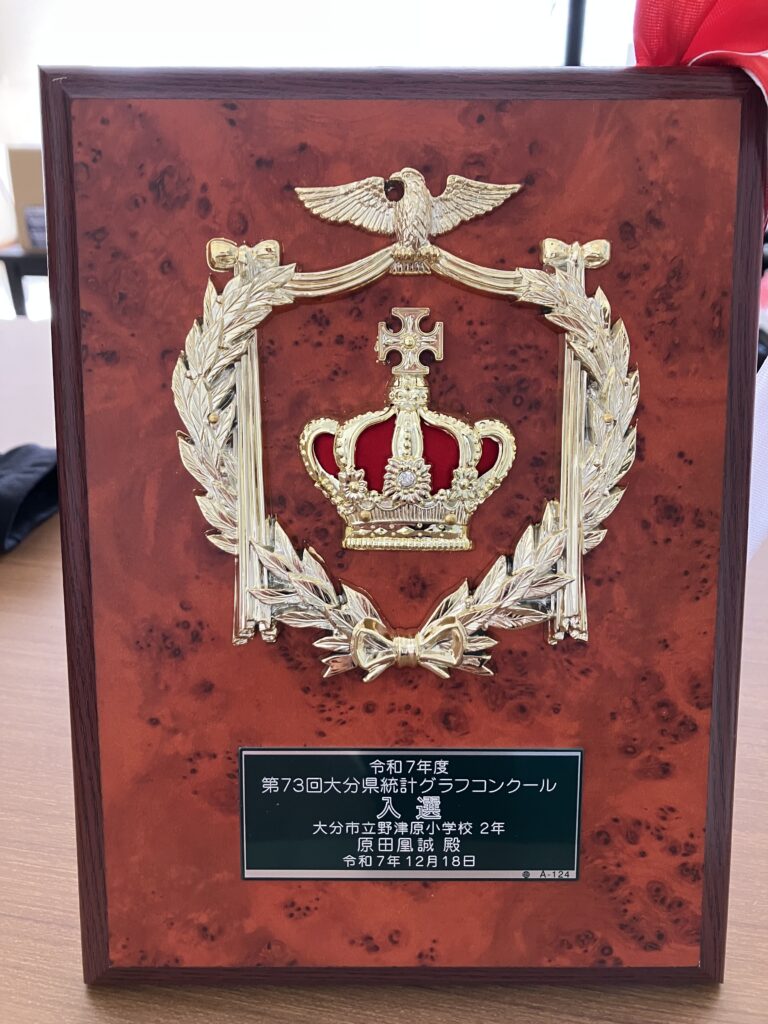 令和7年度
第73回大分県統計グラフコンクール
入選
大分市立野津原小学校 2年
原田凰誠 殿
令和7年12月18日
A-124